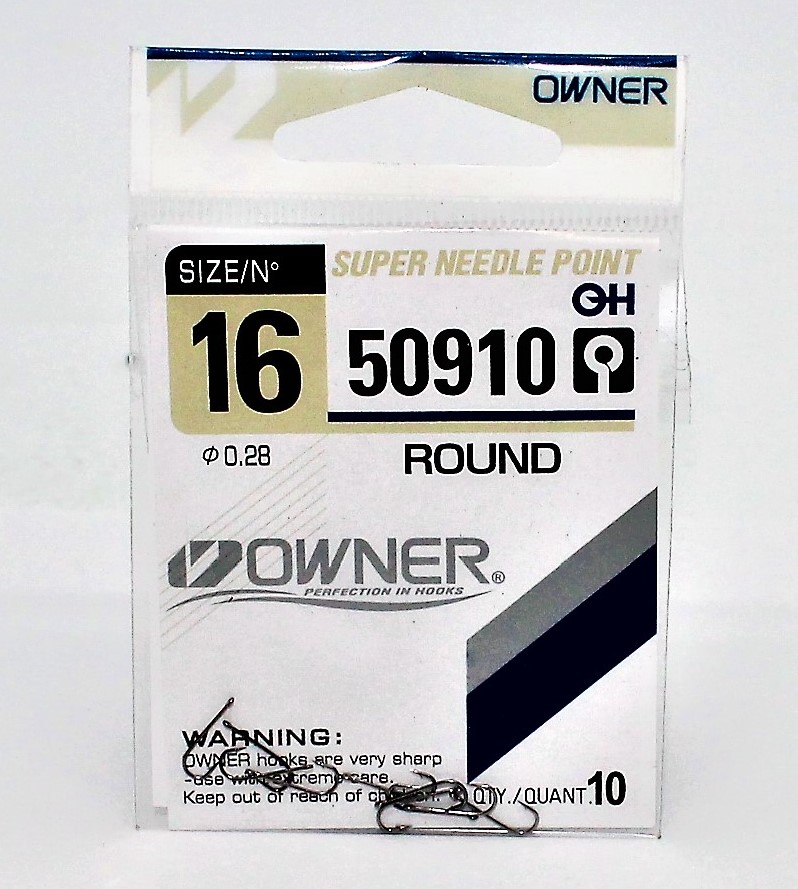 OWNER
SIZE/N°
SUPER NEEDLE POINT
16
50910
Φ 0.28
ROUND
OWNER®
PERFECTION IN HOOKS
WARNING:
OWNER hooks are very sharp
-use with extreme care.
Keep out of reach of children.
QTY./QUANT.10